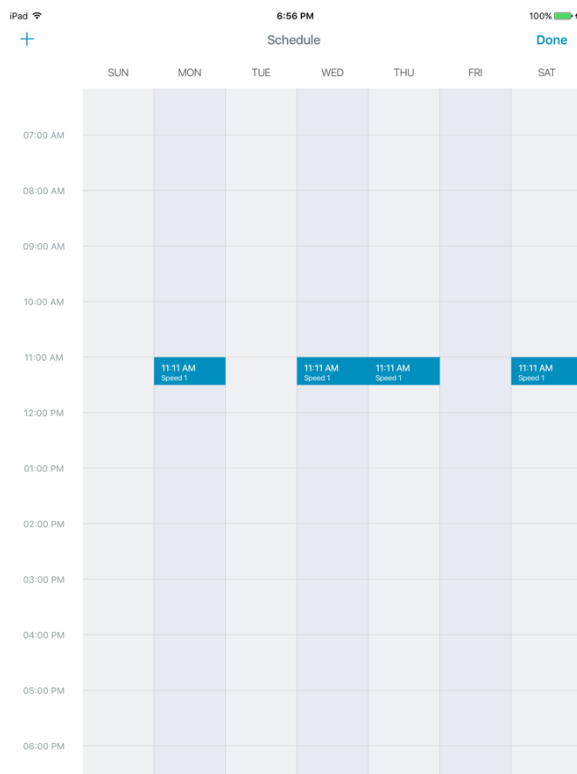 iPad 6:56 PM 100%
+ Schedule Done
SUN MON TUE WED THU FRI SAT
07:00 AM
08:00 AM
09:00 AM
10:00 AM
11:00 AM
11:11 AM 11:11 AM 11:11 AM 11:11 AM
Speed 1 Speed 1 Speed 1 Speed 1
12:00 PM
01:00 PM
02:00 PM
03:00 PM
04:00 PM
05:00 PM
06:00 PM